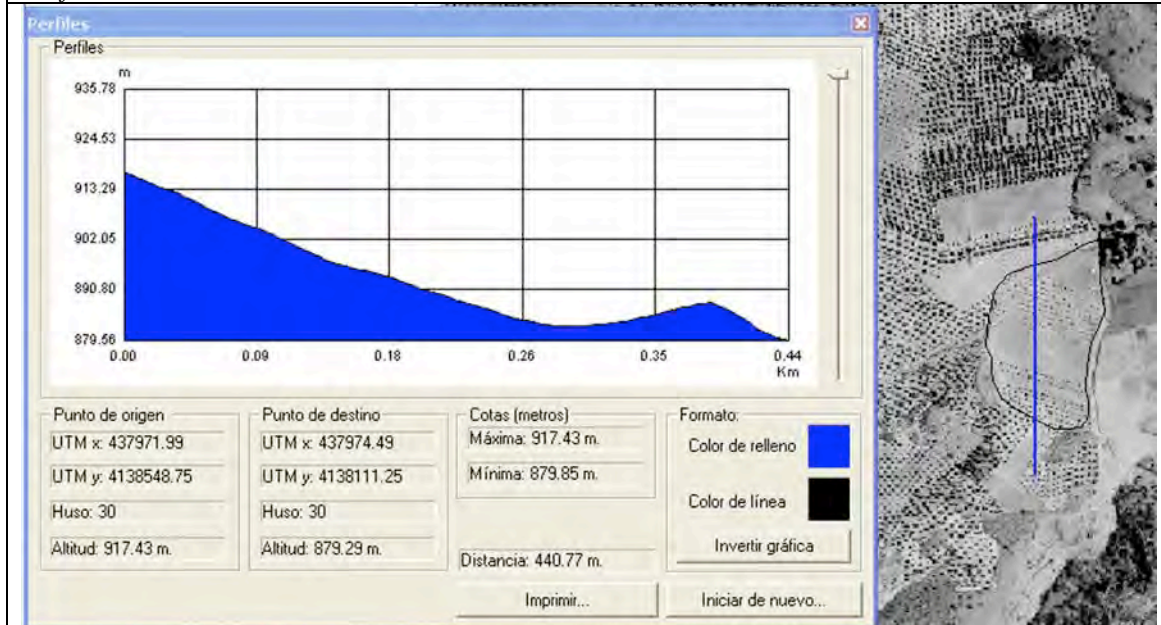 Perfiles
Perfiles
m
935.78
924.53
913.29
902.05
890.80
879.56
0.00 0.09 0.18 0.26 0.35 0.44
Km
Punto de origen
UTM x: 437971.99
UTM y: 4138548.75
Huso: 30
Altitud: 917.43 m.
Punto de destino
UTM x: 437974.49
UTM y: 4138111.25
Huso: 30
Altitud: 879.29 m.
Cotas (metros)
Máxima: 917.43 m.
Mínima: 879.85 m.
Distancia: 440.77 m.
Formato:
Color de relleno
Color de línea
Invertir gráfica
Imprimir...
Iniciar de nuevo...